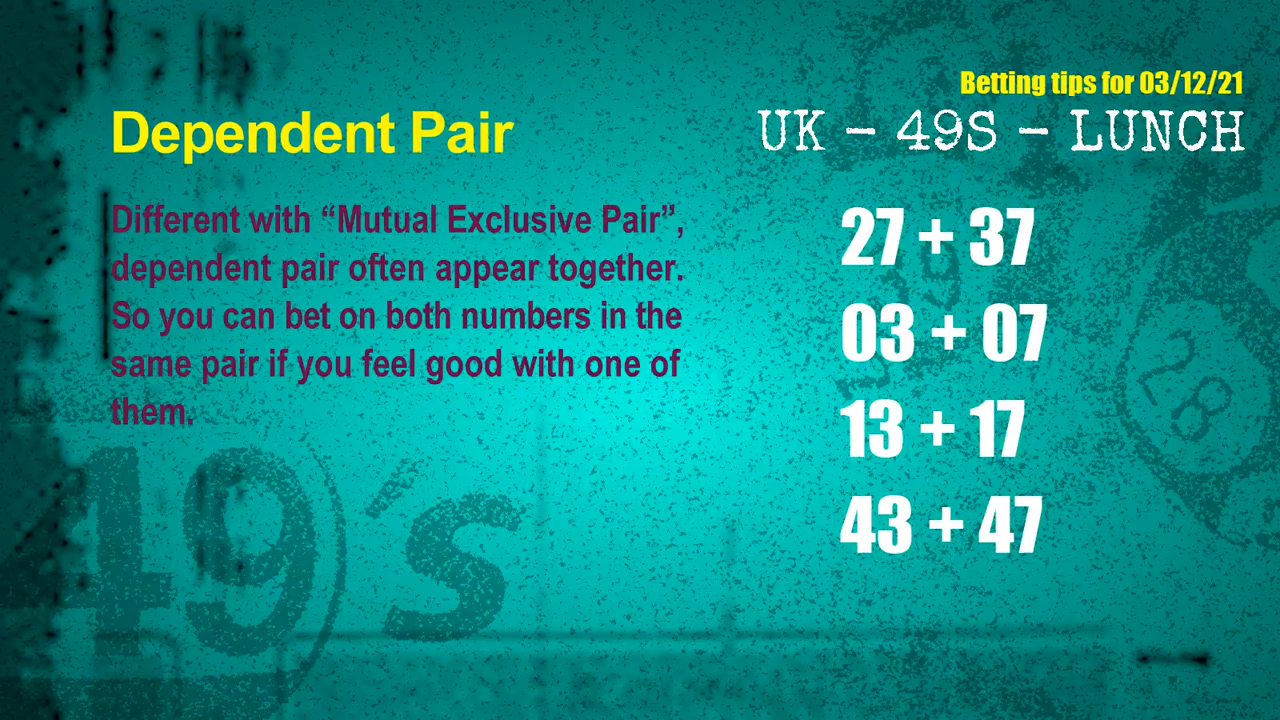 Betting tips for 03/12/21
UK - 49S - LUNCH
Dependent Pair
Different with “Mutual Exclusive Pair”,
dependent pair often appear together.
So you can bet on both numbers in the
same pair if you feel good with one of
them.
27 + 37
03 + 07
13 + 17
43 + 47
49's
28